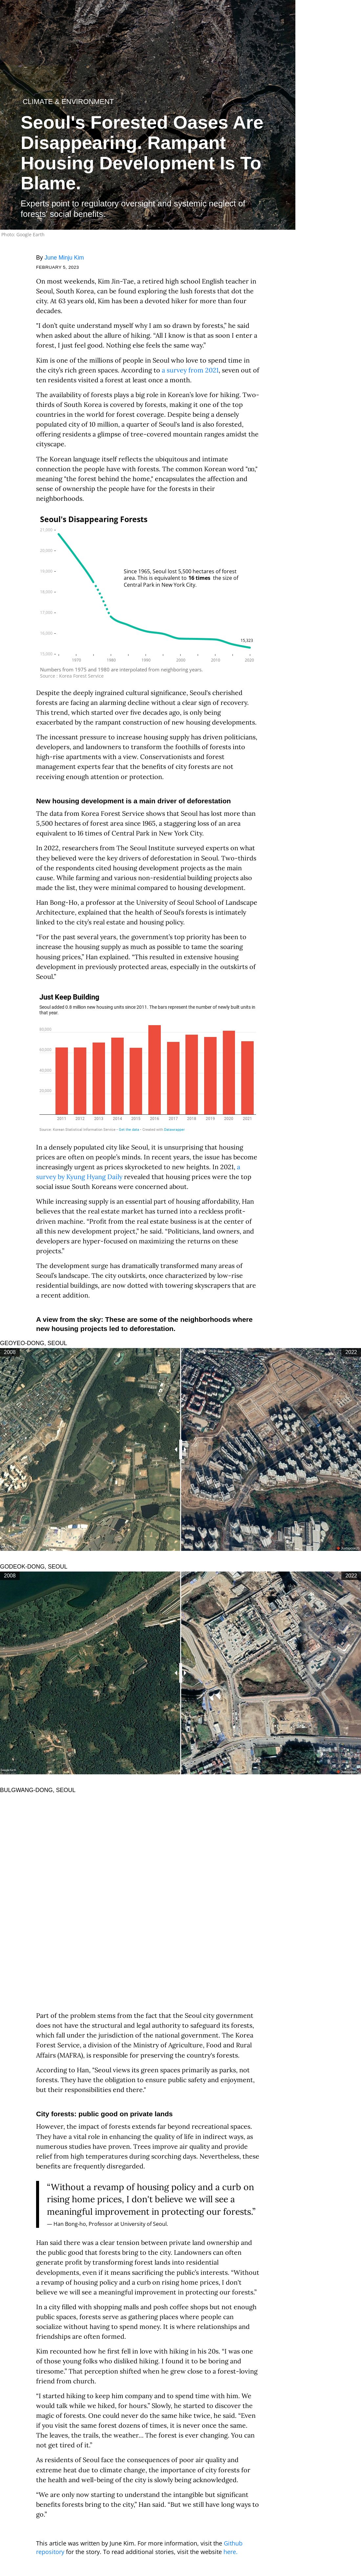 CLIMATE & ENVIRONMENT
Seoul's Forested Oases Are
Disappearing. Rampant
Housing Development Is To
Blame.
Experts point to regulatory oversight and systemic neglect of
forests' social benefits.
Photo: Google Earth
By June Minju Kim
FEBRUARY 5, 2023
On most weekends, Kim Jin-Tae, a retired high school English teacher in
Seoul, South Korea, can be found exploring the lush forests that dot the
city. At 63 years old, Kim has been a devoted hiker for more than four
decades.
"I don't quite understand myself why I am so drawn by forests," he said
when asked about the allure of hiking. "All I know is that as soon I enter a
forest, I just feel good. Nothing else feels the same way."
Kim is one of the millions of people in Seoul who love to spend time in
the city's rich green spaces. According to a survey from 2021, seven out of
ten residents visited a forest at least once a month.
The availability of forests plays a big role in Korean's love for hiking. Two-
thirds of South Korea is covered by forests, making it one of the top
countries in the world for forest coverage. Despite being a densely
populated city of 10 million, a quarter of Seoul's land is also forested,
offering residents a glimpse of tree-covered mountain ranges amidst the
cityscape.
The Korean language itself reflects the ubiquitous and intimate
connection the people have with forests. The common Korean word
meaning "the forest behind the home," encapsulates the affection and
sense of ownership the people have for the forests in their
neighborhoods.
Seoul's Disappearing Forests
21,000
20,000
19,000
18,000
17,000
16,000
15,000
Since 1965, Seoul lost 5,500 hectares of forest
area. This is equivalent to 16 times the size of
Central Park in New York City.
15,323
1970 1980 1990 2000 2010 2020
Numbers from 1975 and 1980 are interpolated from neighboring years.
Source : Korea Forest Service
Despite the deeply ingrained cultural significance, Seoul's cherished
forests are facing an alarming decline without a clear sign of recovery.
This trend, which started over five decades ago, is only being
exacerbated by the rampant construction of new housing developments.
The incessant pressure to increase housing supply has driven politicians,
developers, and landowners to transform the foothills of forests into
high-rise apartments with a view. Conservationists and forest
management experts fear that the benefits of city forests are not
receiving enough attention or protection.
New housing development is a main driver of deforestation
The data from Korea Forest Service shows that Seoul has lost more than
5,500 hectares of forest area since 1965, a staggering loss of an area
equivalent to 16 times of Central Park in New York City.
In 2022, researchers from The Seoul Institute surveyed experts on what
they believed were the key drivers of deforestation in Seoul. Two-thirds
of the respondents cited housing development projects as the main
cause. While farming and various non-residential building projects also
made the list, they were minimal compared to housing development.
Han Bong-Ho, a professor at the University of Seoul School of Landscape
Architecture, explained that the health of Seoul's forests is intimately
linked to the city's real estate and housing policy.
"For the past several years, the government's top priority has been to
increase the housing supply as much as possible to tame the soaring
housing prices," Han explained. "This resulted in extensive housing
development in previously protected areas, especially in the outskirts of
Seoul."
Just Keep Building
Seoul added 0.8 million new housing units since 2011. The bars represent the number of newly built units in
that year.
80,000
60,000
40,000
20,000
2011 2012 2013 2014 2015 2016 2017 2018 2019 2020 2021
Source: Korean Statistical Information Service · Get the data · Created with Datawrapper
In a densely populated city like Seoul, it is unsurprising that housing
prices are often on people's minds. In recent years, the issue has become
increasingly urgent as prices skyrocketed to new heights. In 2021, a
survey by Kyung Hyang Daily revealed that housing prices were the top
social issue South Koreans were concerned about.
While increasing supply is an essential part of housing affordability, Han
believes that the real estate market has turned into a reckless profit-
driven machine. "Profit from the real estate business is at the center of
all this new development project," he said. "Politicians, land owners, and
developers are hyper-focused on maximizing the returns on these
projects."
The development surge has dramatically transformed many areas of
Seoul's landscape. The city outskirts, once characterized by low-rise
residential buildings, are now dotted with towering skyscrapers that are
a recent addition.
A view from the sky: These are some of the neighborhoods where
new housing projects led to deforestation.
GEOYEO-DONG, SEOUL
2008
2022
GODEOK-DONG, SEOUL
2008
2022
BULGWANG-DONG, SEOUL
Part of the problem stems from the fact that the Seoul city government
does not have the structural and legal authority to safeguard its forests,
which fall under the jurisdiction of the national government. The Korea
Forest Service, a division of the Ministry of Agriculture, Food and Rural
Affairs (MAFRA), is responsible for preserving the country's forests.
According to Han, "Seoul views its green spaces primarily as parks, not
forests. They have the obligation to ensure public safety and enjoyment,
but their responsibilities end there."
City forests: public good on private lands
However, the impact of forests extends far beyond recreational spaces.
They have a vital role in enhancing the quality of life in indirect ways, as
numerous studies have proven. Trees improve air quality and provide
relief from high temperatures during scorching days. Nevertheless, these
benefits are frequently disregarded.
"Without a revamp of housing policy and a curb on
rising home prices, I don't believe we will see a
meaningful improvement in protecting our forests."
— Han Bong-ho, Professor at University of Seoul.
Han said there was a clear tension between private land ownership and
the public good that forests bring to the city. Landowners can often
generate profit by transforming forest lands into residential
developments, even if it means sacrificing the public's interests. "Without
a revamp of housing policy and a curb on rising home prices, I don't
believe we will see a meaningful improvement in protecting our forests."
In a city filled with shopping malls and posh coffee shops but not enough
public spaces, forests serve as gathering places where people can
socialize without having to spend money. It is where relationships and
friendships are often formed.
Kim recounted how he first fell in love with hiking in his 20s. "I was one
of those young folks who disliked hiking. I found it to be boring and
tiresome." That perception shifted when he grew close to a forest-loving
friend from church.
"I started hiking to keep him company and to spend time with him. We
would talk while we hiked, for hours." Slowly, he started to discover the
magic of forests. One could never do the same hike twice, he said. "Even
if you visit the same forest dozens of times, it is never once the same.
The leaves, the trails, the weather... The forest is ever changing. You can
not get tired of it."
As residents of Seoul face the consequences of poor air quality and
extreme heat due to climate change, the importance of city forests for
the health and well-being of the city is slowly being acknowledged.
"We are only now starting to understand the intangible but significant
benefits forests bring to the city," Han said. "But we still have long ways to
go."
This article was written by June Kim. For more information, visit the Github
repository for the story. To read additional stories, visit the website here.